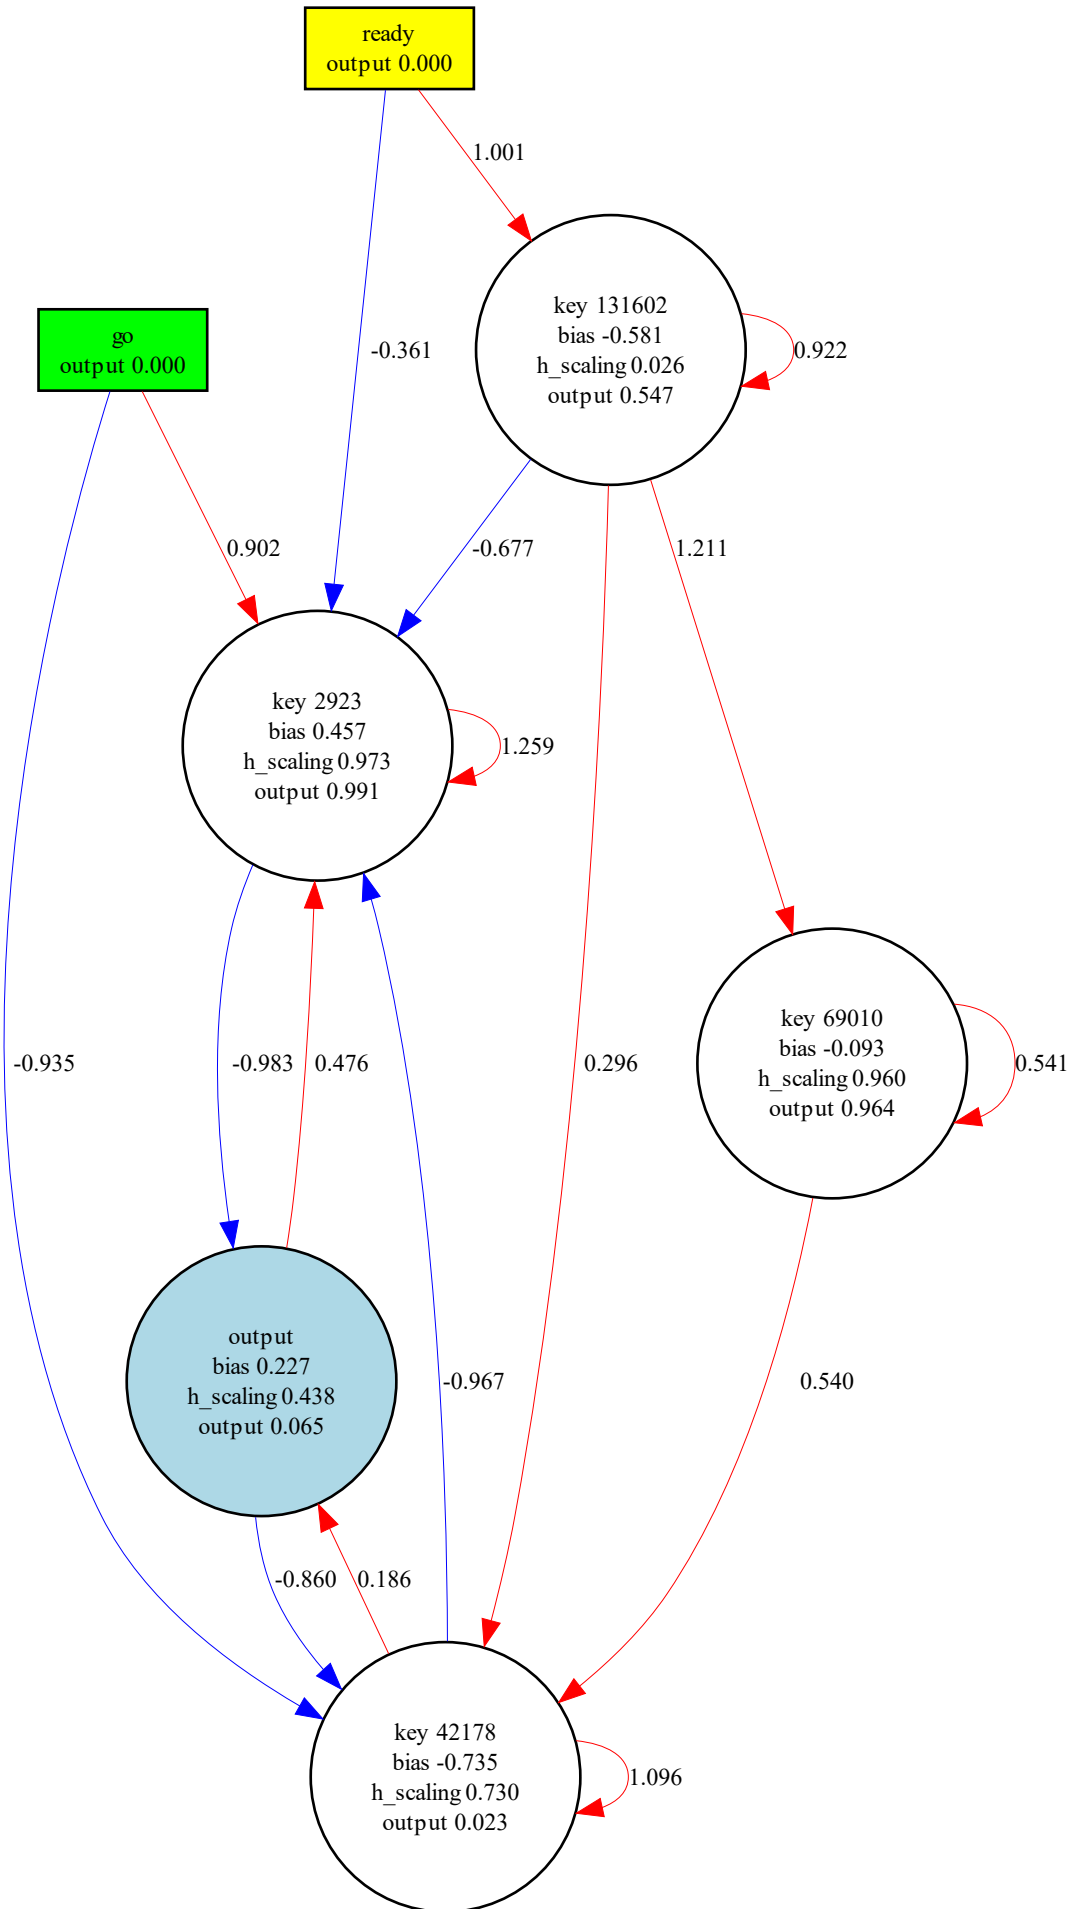 ready
output 0.000
1.001
key 131602
bias -0.581
h_scaling 0.026
output 0.547
0.922
go
output 0.000
-0.361
0.902
-0.677
1.211
key 2923
bias 0.457
h_scaling 0.973
output 0.991
1.259
key 69010
bias -0.093
h_scaling 0.960
output 0.964
0.541
-0.935
-0.983
0.476
0.296
output
bias 0.227
h_scaling 0.438
output 0.065
-0.967
0.540
-0.860
0.186
key 42178
bias -0.735
h_scaling 0.730
output 0.023
1.096